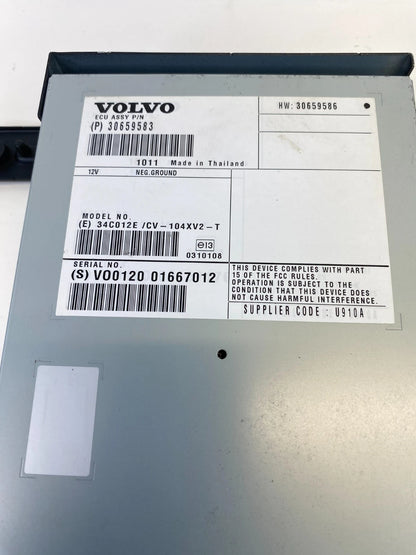 VOLVO
ECU ASSY P/N
(P) 30659583
HW: 30659586
1011 Made in Thailand
12V NEG.GROUND
MODEL NO.
(E) 34C012E /CV-104XV2-T
e13
0310108
SERIAL NO.
(S) V00120 01667012
THIS DEVICE COMPLIES WITH PART
15 OF THE FCC RULES.
OPERATION IS SUBJECT TO THE
CONDITION THAT THIS DEVICE DOES
NOT CAUSE HARMFUL INTERFERENCE.
SUPPLIER CODE : U910A